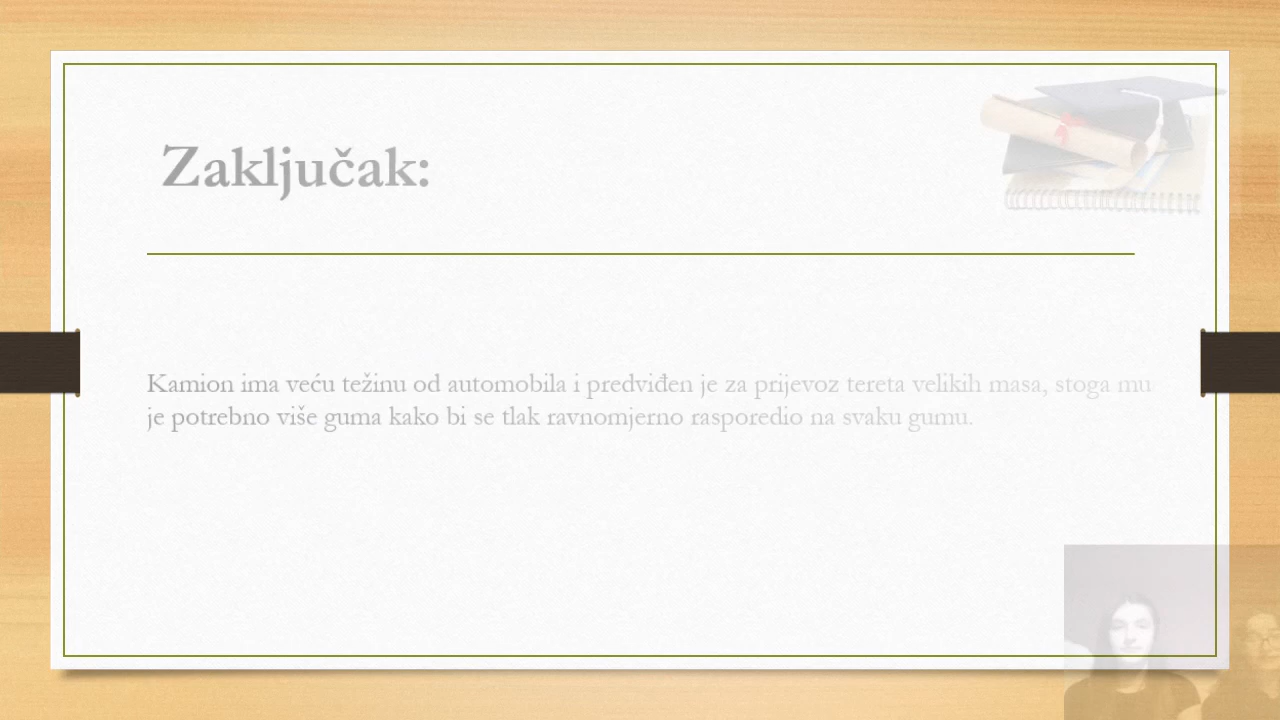 Zaključak:
Kamion ima veću težinu od automobila i predviđen je za prijevoz tereta velikih masa, stoga mu
je potrebno više guma kako bi se tlak ravnomjerno rasporedio na svaku gumu.